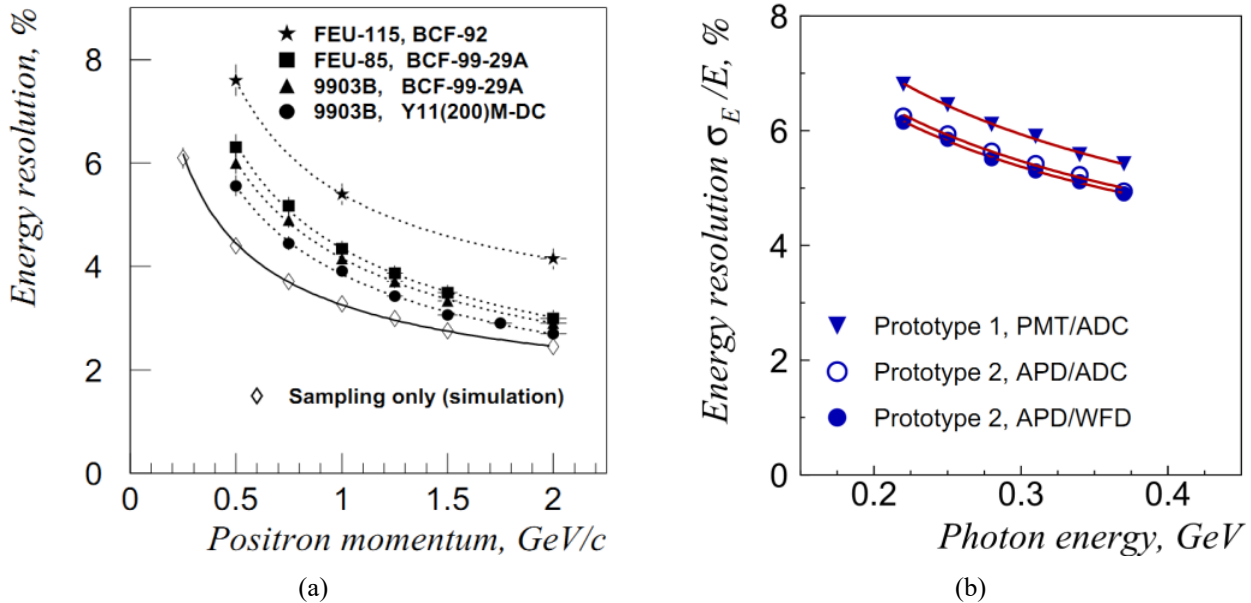 Energy resolution, %
8
6
4
2
0
0 0.5 1 1.5 2
Positron momentum, GeV/c
FEU-115, BCF-92
FEU-85, BCF-99-29A
9903B, BCF-99-29A
9903B, Y11(200)M-DC
Sampling only (simulation)
(a)
Energy resolution σE/E, %
8
6
4
2
0
0.2 0.3 0.4
Photon energy, GeV
Prototype 1, PMT/ADC
Prototype 2, APD/ADC
Prototype 2, APD/WFD
(b)